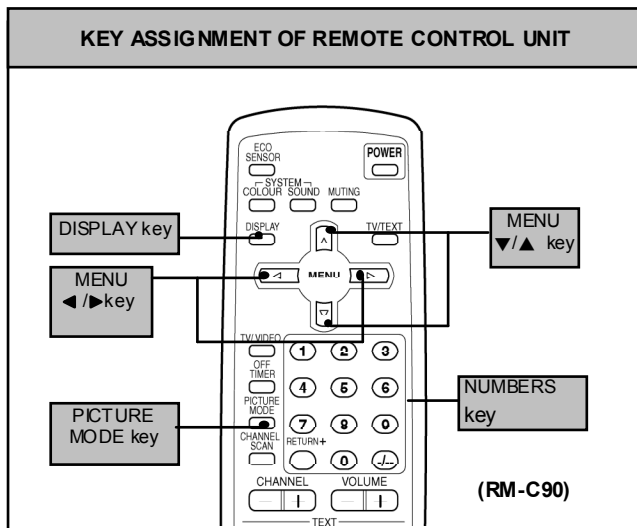 KEY ASSIGNMENT OF REMOTE CONTROL UNIT
ECO
SENSOR
POWER
SYSTEM
COLOUR SOUND MUTING
DISPLAY
TV/TEXT
DISPLAY key
MENU
▼/▲ key
MENU
◀ /▶key
MENU
TV/VIDEO
1 2 3
OFF
TIMER
4 5 6
PICTURE
MODE
7 8 9
NUMBERS
key
PICTURE
MODE key
CHANNEL
SCAN
RETURN+
0 -/--
CHANNEL VOLUME
(RM-C90)
TEXT